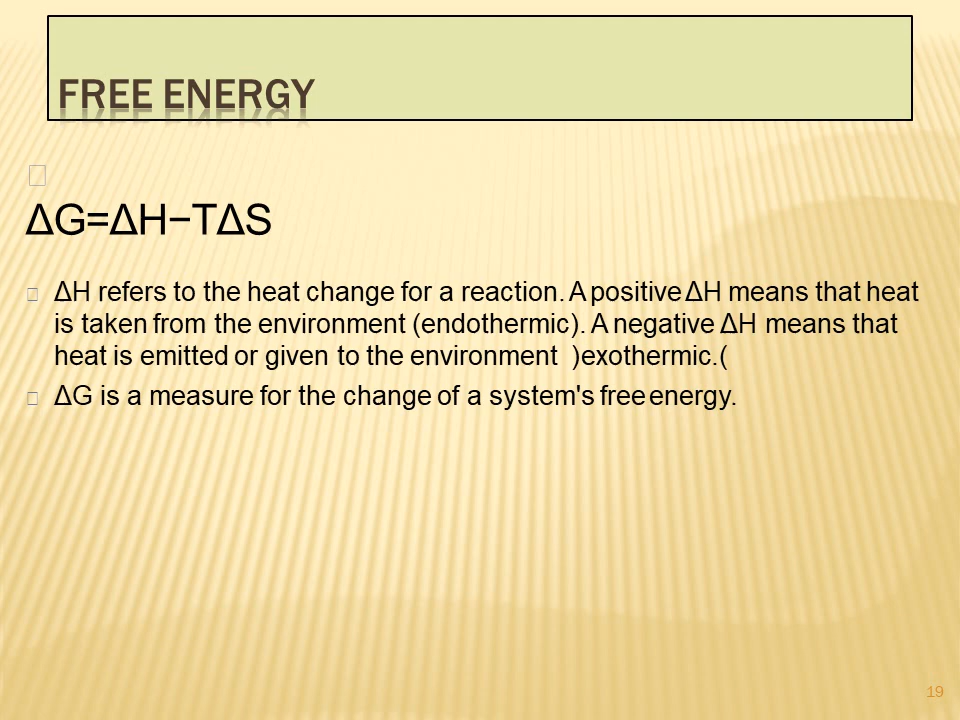 FREE ENERGY
ΔG=ΔH−TΔS
ΔH refers to the heat change for a reaction. A positive ΔH means that heat
is taken from the environment (endothermic). A negative ΔH means that
heat is emitted or given to the environment )exothermic.(
ΔG is a measure for the change of a system's free energy.
19